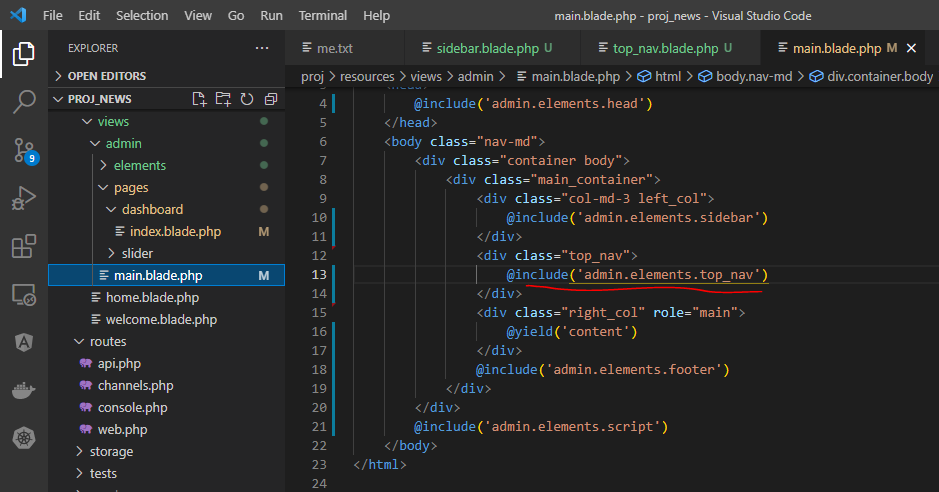 File Edit Selection View Go Run Terminal Help main.blade.php - proj_news - Visual Studio Code
EXPLORER ···
me.txt sidebar.blade.php U top_nav.blade.php U main.blade.php M
OPEN EDITORS
proj > resources > views > admin > main.blade.php > html > body.nav-md > div.container.body
PROJ_NEWS
views
admin
elements
pages
dashboard
index.blade.php M
slider
main.blade.php M
home.blade.php
welcome.blade.php
routes
api.php
channels.php
console.php
web.php
storage
tests
9
4 @include('admin.elements.head')
5 </head>
6 <body class="nav-md">
7 <div class="container body">
8 <div class="main_container">
9 <div class="col-md-3 left_col">
10 @include('admin.elements.sidebar')
11 </div>
12 <div class="top_nav">
13 @include('admin.elements.top_nav')
14 </div>
15 <div class="right_col" role="main">
16 @yield('content')
17 </div>
18 @include('admin.elements.footer')
19 </div>
20 </div>
21 @include('admin.elements.script')
22 </body>
23 </html>
24